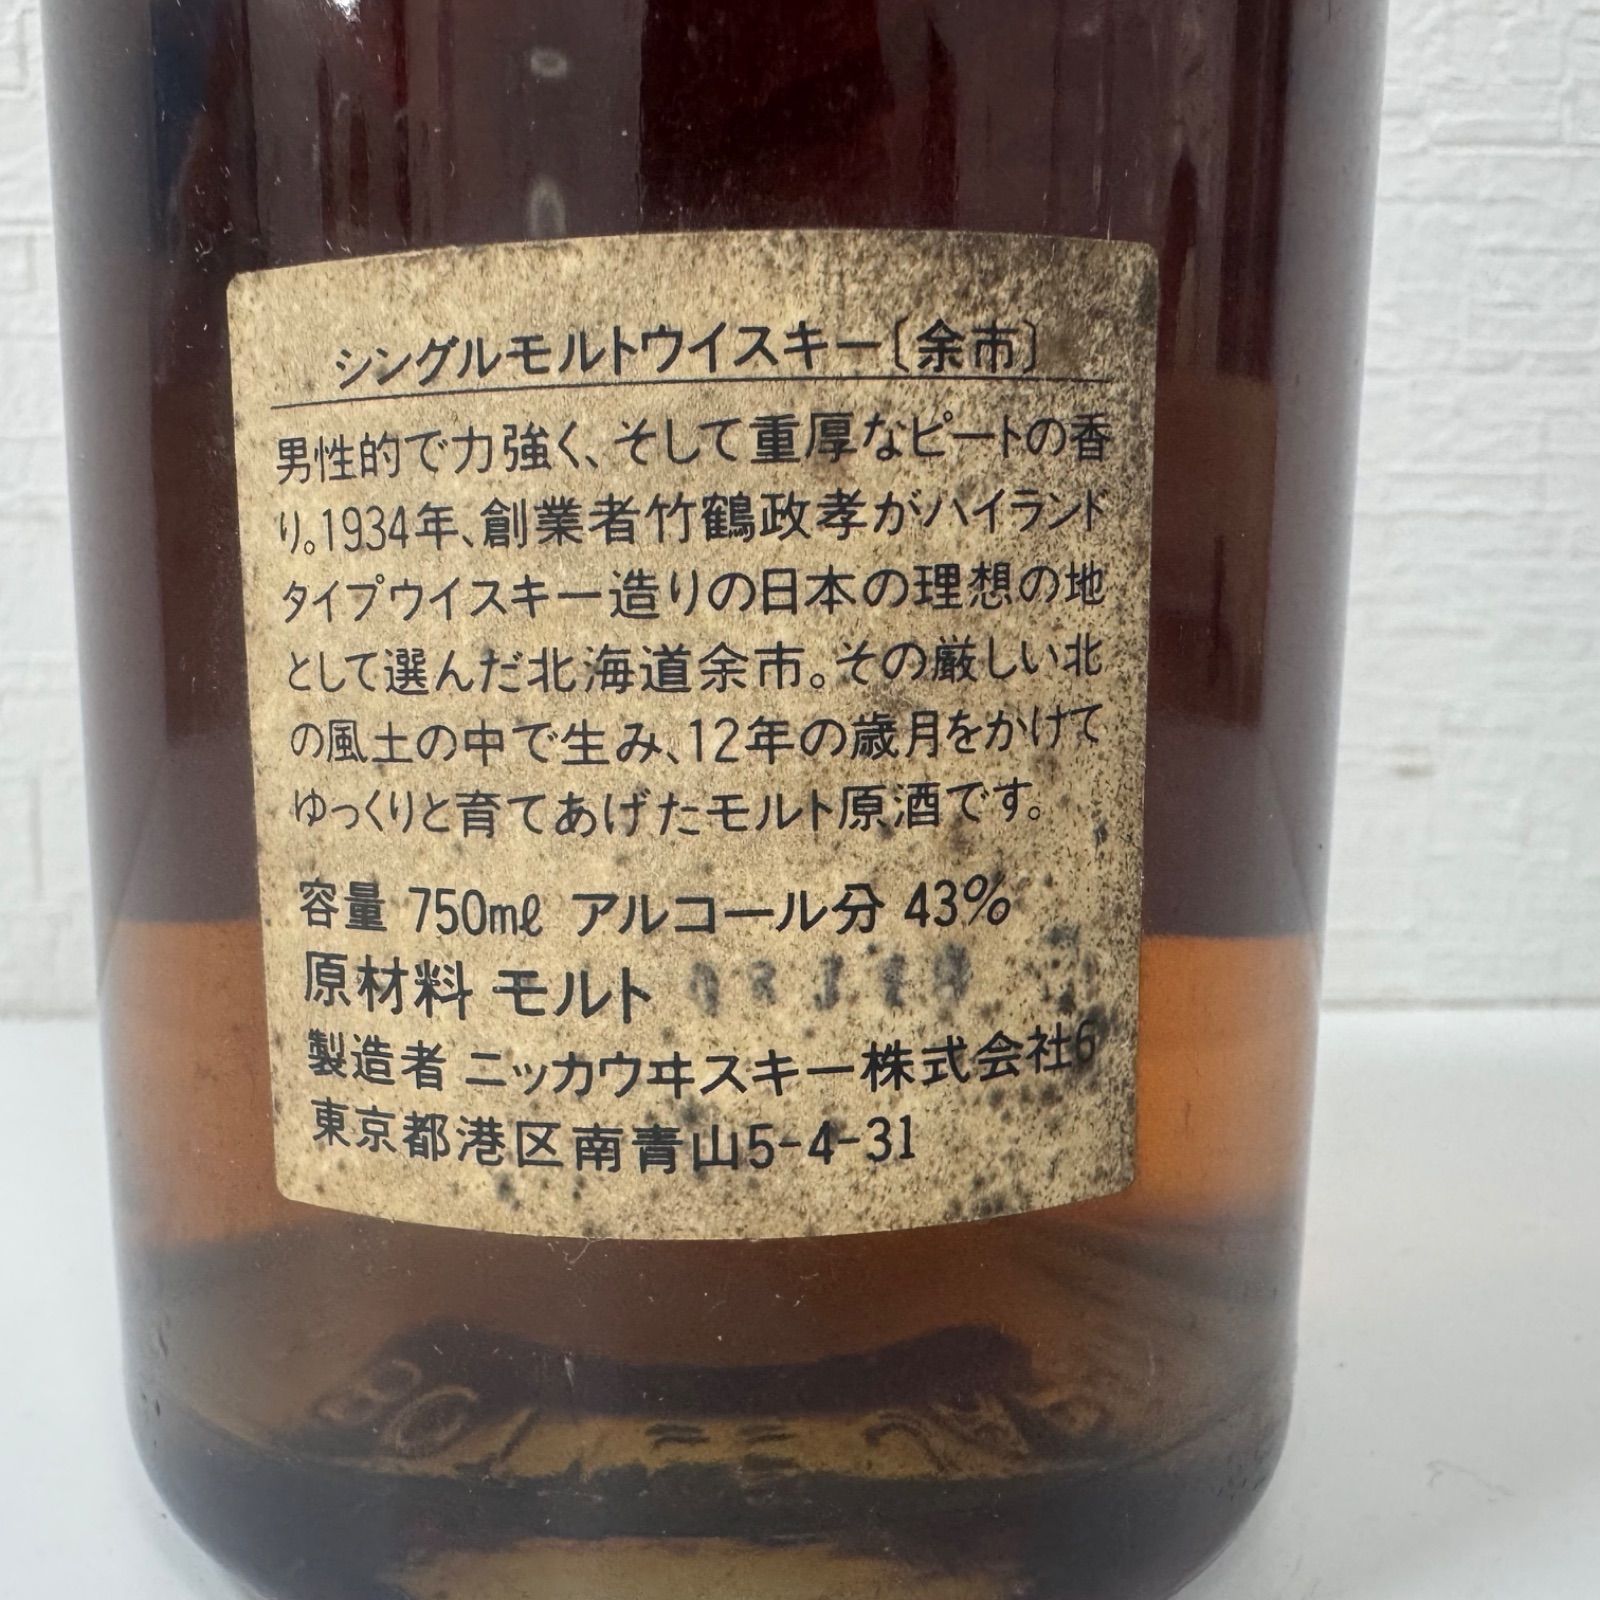 シングルモルトウイスキー〔余市〕
男性的で力強く、そして重厚なピートの香
り。1934年、創業者竹鶴政孝がハイランド
タイプウイスキー造りの日本の理想の地
として選んだ北海道余市。その厳しい北
の風土の中で生み、12年の歳月をかけて
ゆっくりと育てあげたモルト原酒です。
容量 750mℓ アルコール分 43%
原材料 モルト
製造者 ニッカウヰスキー株式会社6
東京都港区南青山5-4-31